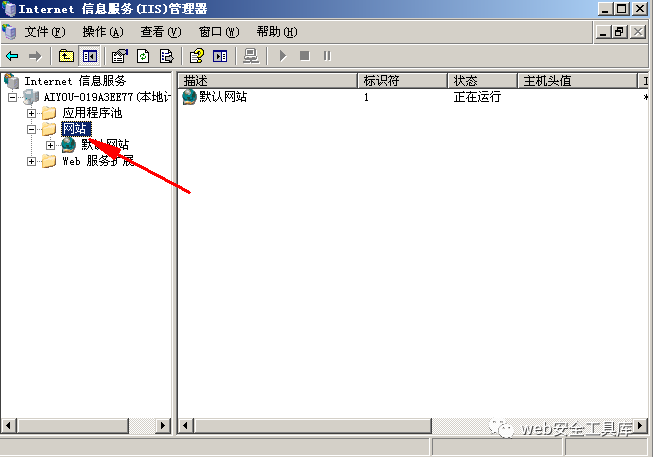 Internet 信息服务(IIS)管理器
文件(F) 操作(A) 查看(V) 窗口(W) 帮助(H)
Internet 信息服务
AIYOU-019A3EE77(本地计
应用程序池
网站
默认网站
Web 服务扩展
描述 标识符 状态 主机头值 I
默认网站 1 正在运行 *
web安全工具库